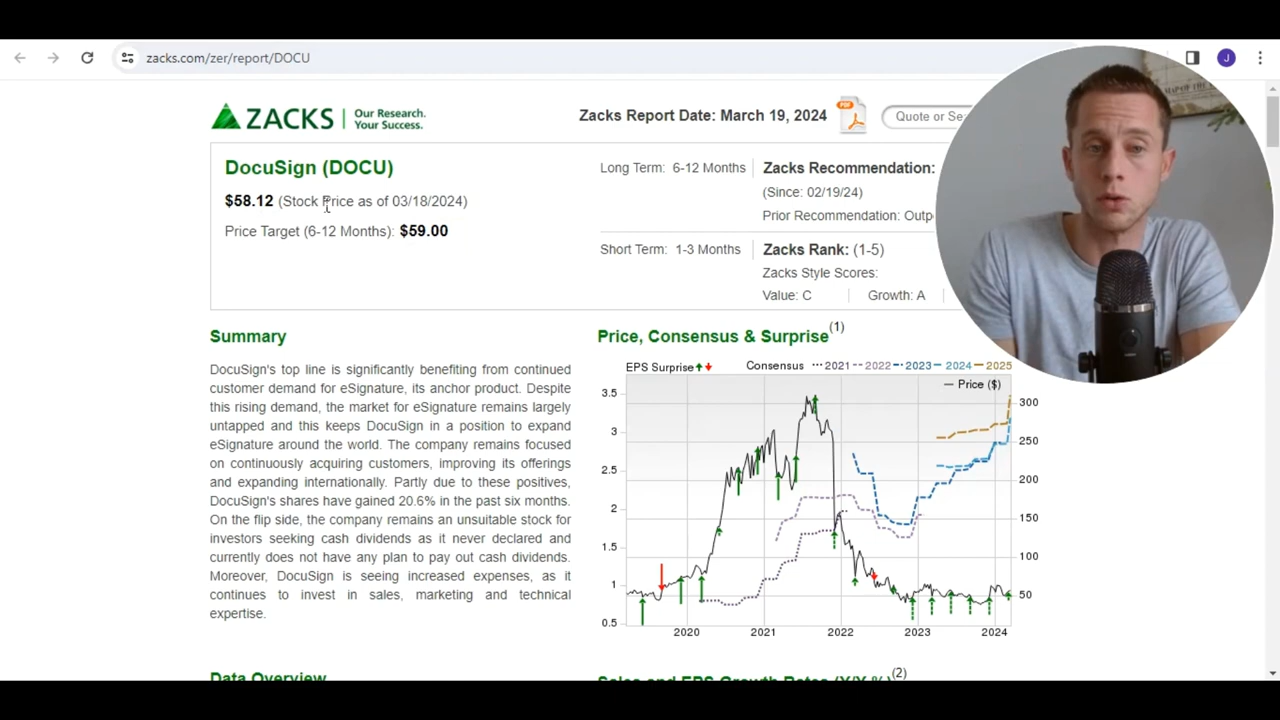 zacks.com/zer/report/DOCU
J
ZACKS
Our Research.
Your Success.
Zacks Report Date: March 19, 2024
PDF
Quote or Se
DocuSign (DOCU)
$58.12 (Stock Price as of 03/18/2024)
Price Target (6-12 Months): $59.00
Long Term: 6-12 Months
Zacks Recommendation:
(Since: 02/19/24)
Prior Recommendation:
Short Term: 1-3 Months
Zacks Rank: (1-5)
Zacks Style Scores:
Value: C
Growth: A
Summary
DocuSign's top line is significantly benefiting from continued
customer demand for eSignature, its anchor product. Despite
this rising demand, the market for eSignature remains largely
untapped and this keeps DocuSign in a position to expand
eSignature around the world. The company remains focused
on continuously acquiring customers, improving its offerings
and expanding internationally. Partly due to these positives,
DocuSign's shares have gained 20.6% in the past six months.
On the flip side, the company remains an unsuitable stock for
investors seeking cash dividends as it never declared and
currently does not have any plan to pay out cash dividends.
Moreover, DocuSign is seeing increased expenses, as it
continues to invest in sales, marketing and technical
expertise.
Price, Consensus & Surprise(1)
EPS Surprise Consensus 2021 2022 2023 2024 2025
Price ($)
3.5
3
2.5
2
1.5
1
0.5
300
250
200
150
100
50
2020 2021 2022 2023 2024
Data Overview
Sales and EPS Growth Rates (Y/Y %)(2)